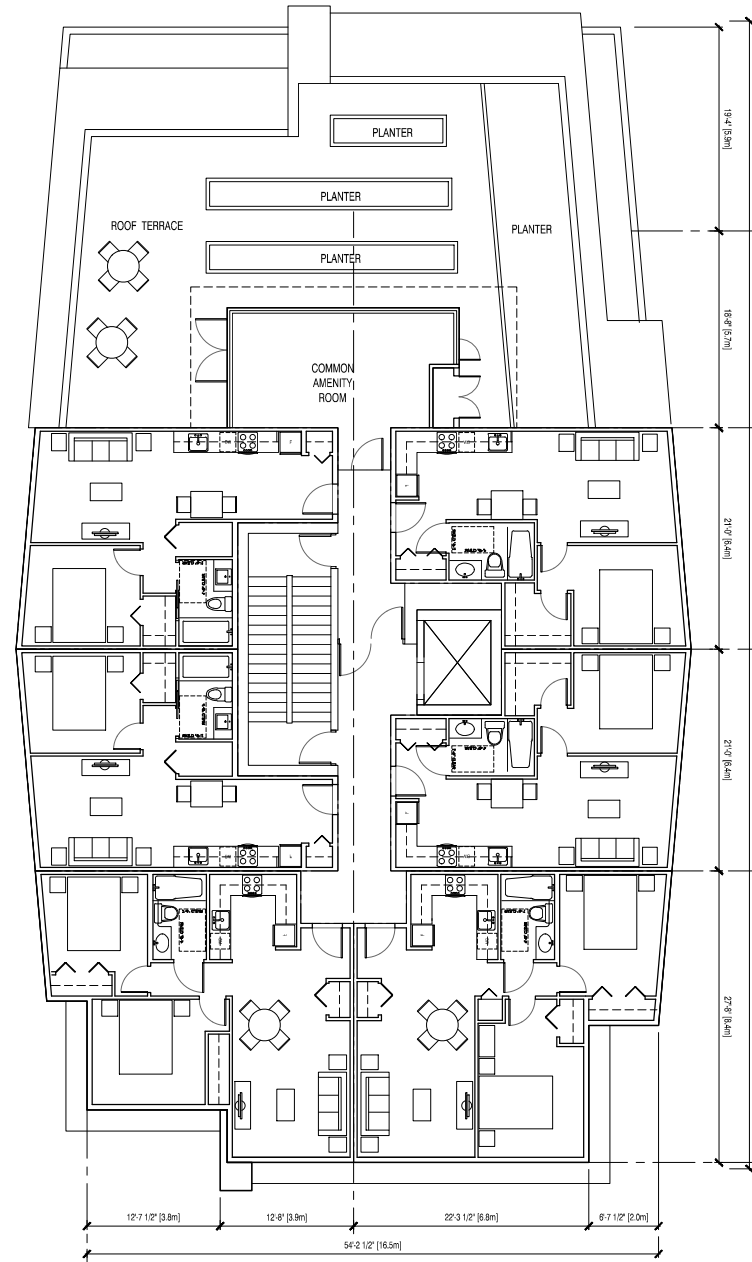 PLANTER
PLANTER
PLANTER
PLANTER
ROOF TERRACE
COMMON
AMENITY
ROOM
19'-4" [5.9m]
18'-8" [5.7m]
21'-0" [6.4m]
21'-0" [6.4m]
27'-8" [8.4m]
12'-7 1/2" [3.8m]
12'-8" [3.9m]
22'-3 1/2" [6.8m]
6'-7 1/2" [2.0m]
54'-2 1/2" [16.5m]